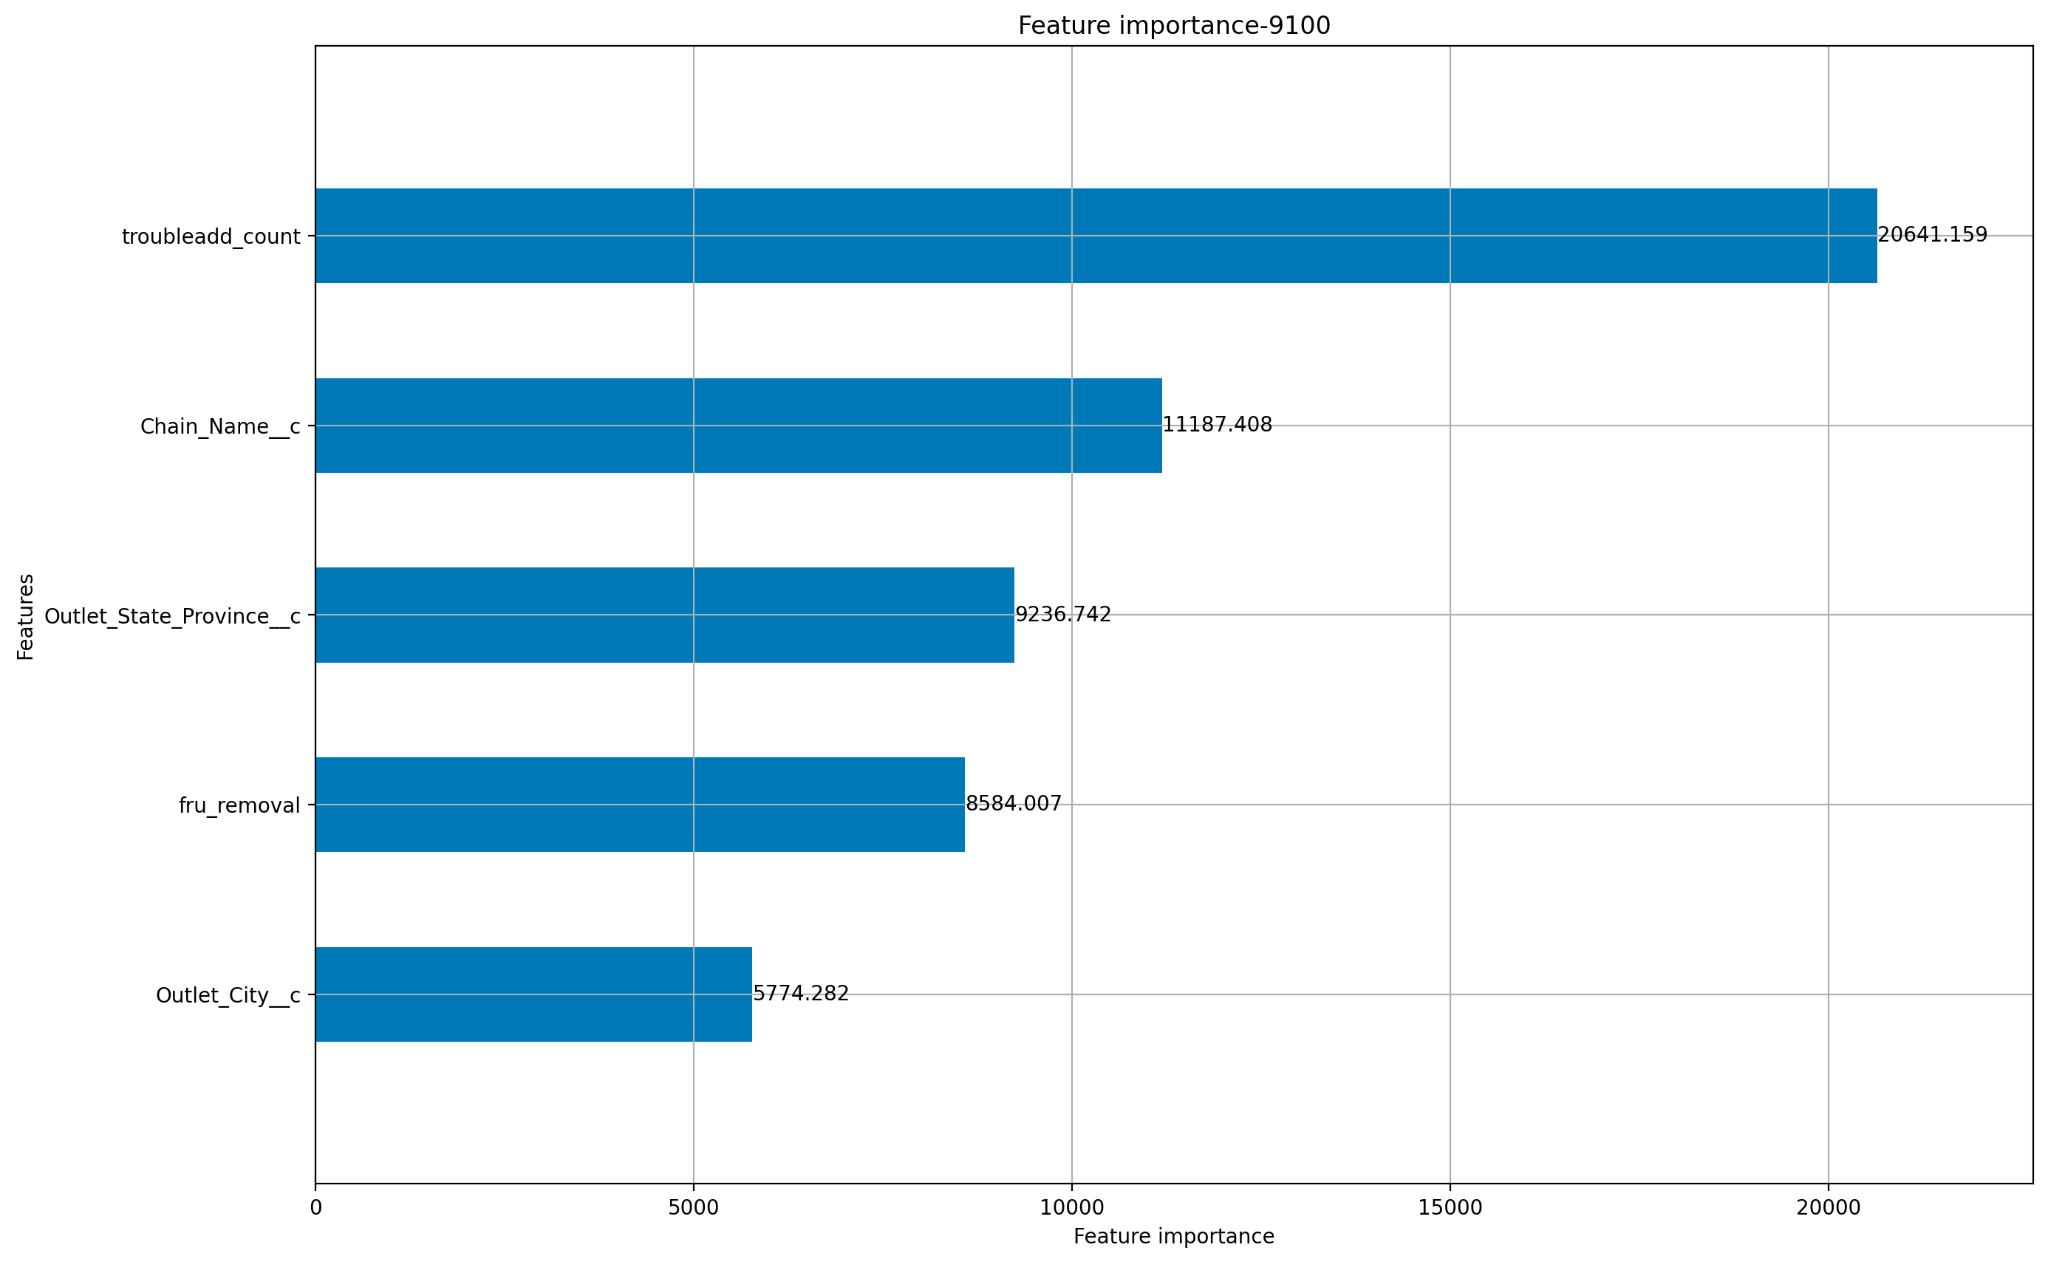 Feature importance-9100
troubleadd_count
20641.159
Chain_Name__c
11187.408
Outlet_State_Province__c
9236.742
fru_removal
8584.007
Outlet_City__c
5774.282
Features
0 5000 10000 15000 20000
Feature importance